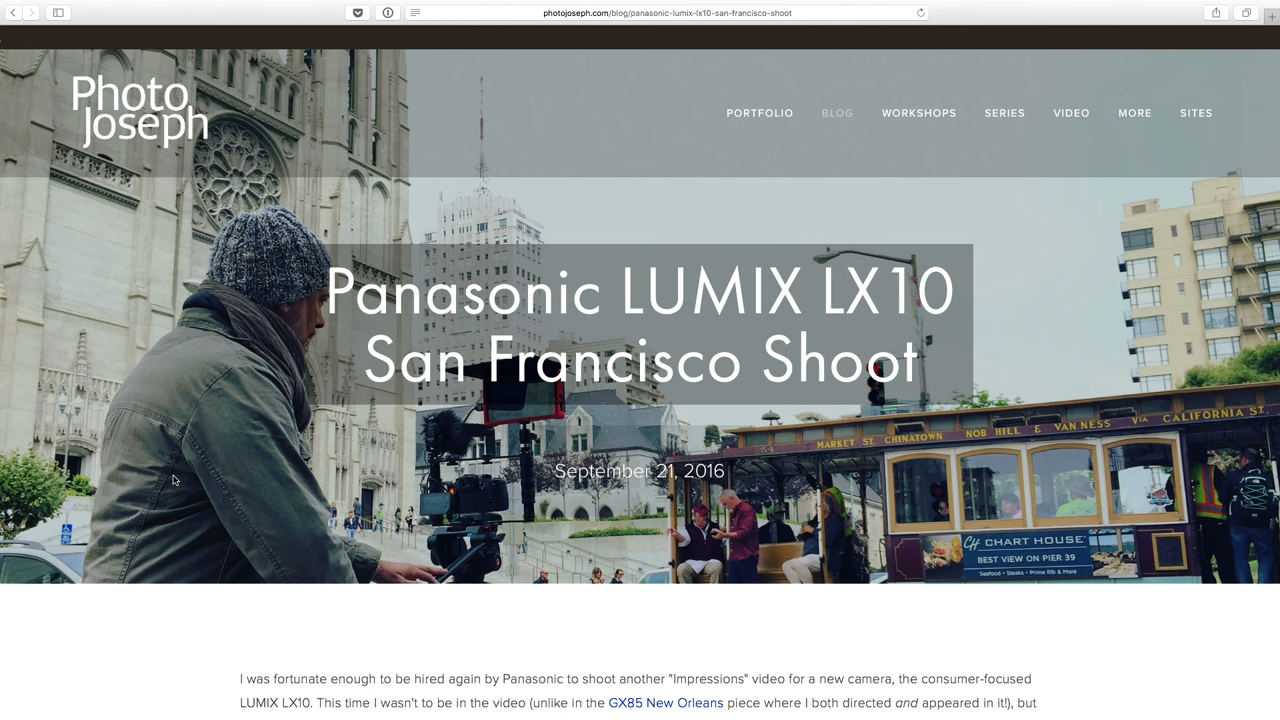 photojoseph.com/blog/panasonic-lumix-lx10-san-francisco-shoot
Photo
Joseph
PORTFOLIO BLOG WORKSHOPS SERIES VIDEO MORE SITES
Panasonic LUMIX LX10
San Francisco Shoot
September 21, 2016
54 MARKET ST. CHINATOWN NOB HILL & VAN NESS VIA CALIFORNIA ST.
CH CHART HOUSE
BEST VIEW ON PIER 39
Seafood • Steaks • Prime Rib & More
I was fortunate enough to be hired again by Panasonic to shoot another "Impressions" video for a new camera, the consumer-focused
LUMIX LX10. This time I wasn't to be in the video (unlike in the GX85 New Orleans piece where I both directed and appeared in it!), but